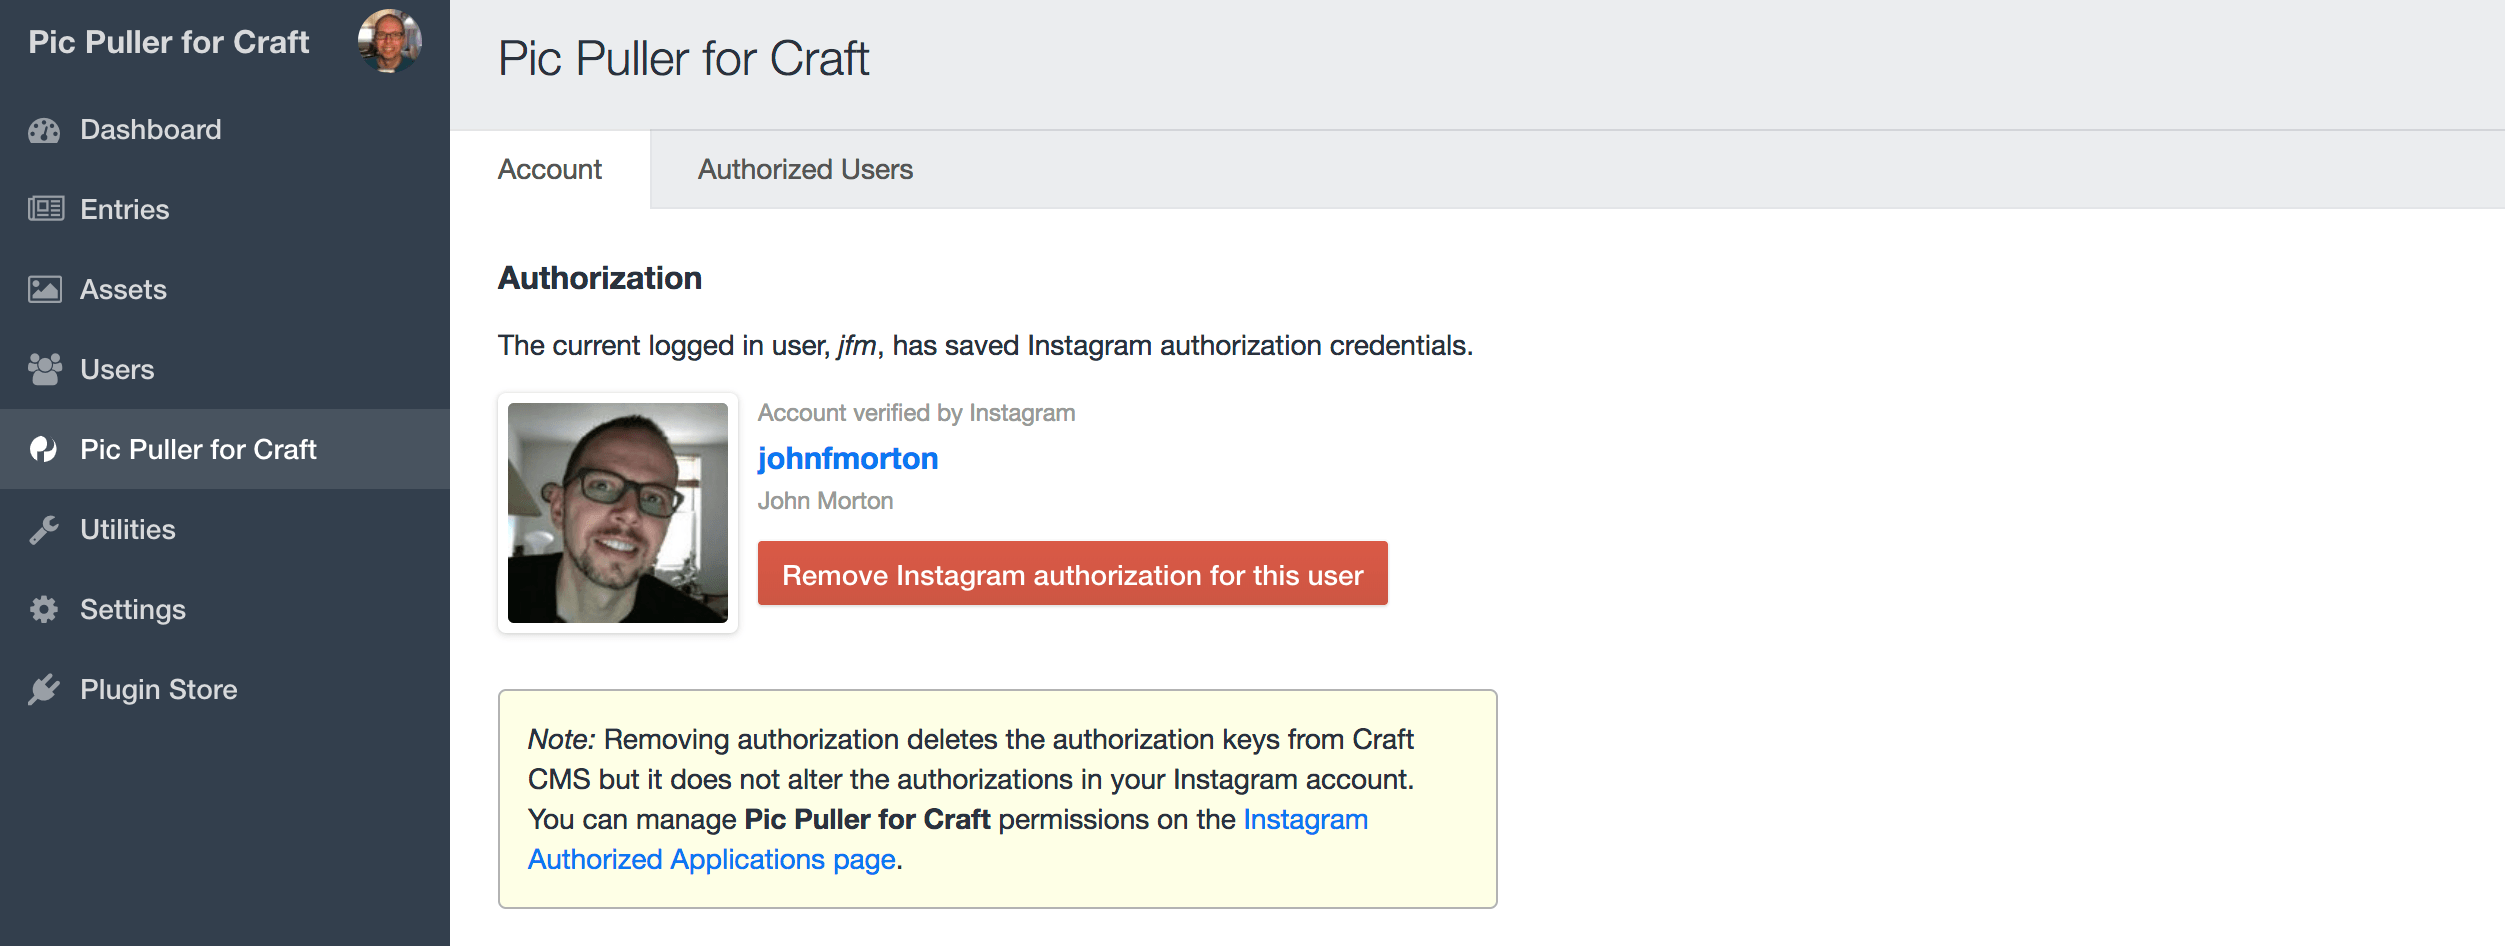 Pic Puller for Craft
Dashboard
Entries
Assets
Users
Pic Puller for Craft
Utilities
Settings
Plugin Store
Pic Puller for Craft
Account
Authorized Users
Authorization
The current logged in user, jfm, has saved Instagram authorization credentials.
Account verified by Instagram
johnfmorton
John Morton
Remove Instagram authorization for this user
Note: Removing authorization deletes the authorization keys from Craft
CMS but it does not alter the authorizations in your Instagram account.
You can manage Pic Puller for Craft permissions on the Instagram
Authorized Applications page.